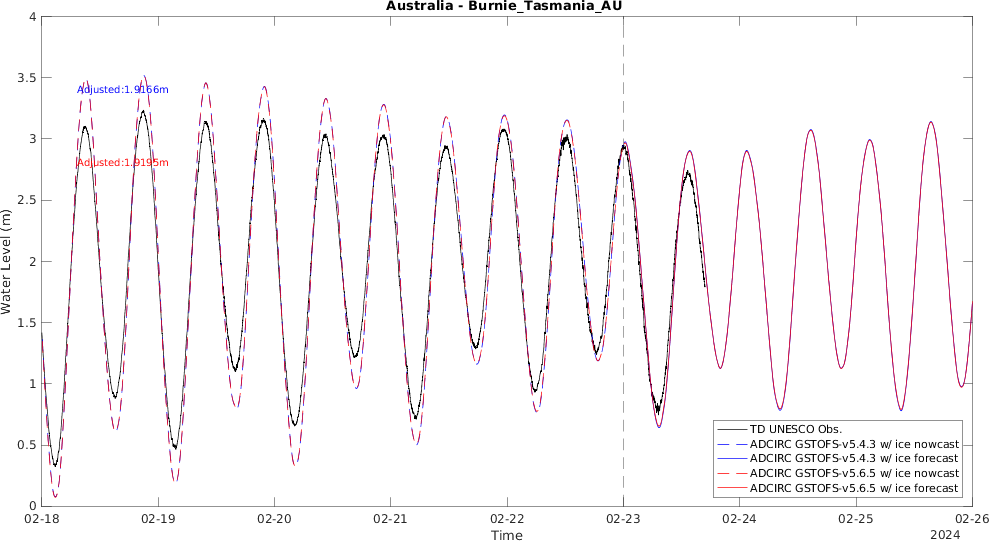 Australia - Burnie_Tasmania_AU
4
3.5
3
2.5
2
1.5
1
0.5
0
Water Level (m)
Adjusted:1.9166m
Adjusted:1.9195m
TD UNESCO Obs.
ADCIRC GSTOFS-v5.4.3 w/ ice nowcast
ADCIRC GSTOFS-v5.4.3 w/ ice forecast
ADCIRC GSTOFS-v5.6.5 w/ ice nowcast
ADCIRC GSTOFS-v5.6.5 w/ ice forecast
02-18 02-19 02-20 02-21 02-22 02-23 02-24 02-25 02-26
Time
2024